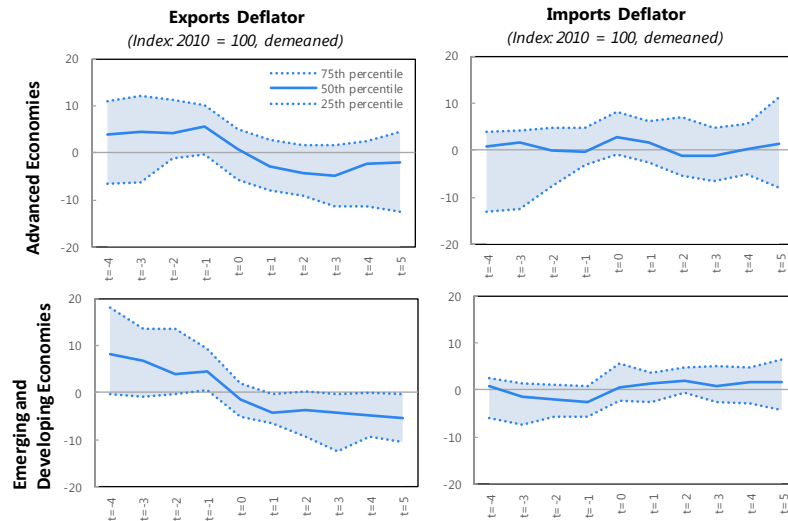 Exports Deflator
(Index: 2010 = 100, demeaned)
Imports Deflator
(Index: 2010 = 100, demeaned)
Advanced Economies
20
10
0
-10
-20
75th percentile
50th percentile
25th percentile
t=-4
t=-3
t=-2
t=-1
t=0
t=1
t=2
t=3
t=4
t=5
20
10
0
-10
-20
t=-4
t=-3
t=-2
t=-1
t=0
t=1
t=2
t=3
t=4
t=5
Emerging and
Developing Economies
20
10
0
-10
-20
t=-4
t=-3
t=-2
t=-1
t=0
t=1
t=2
t=3
t=4
t=5
20
10
0
-10
-20
t=-4
t=-3
t=-2
t=-1
t=0
t=1
t=2
t=3
t=4
t=5